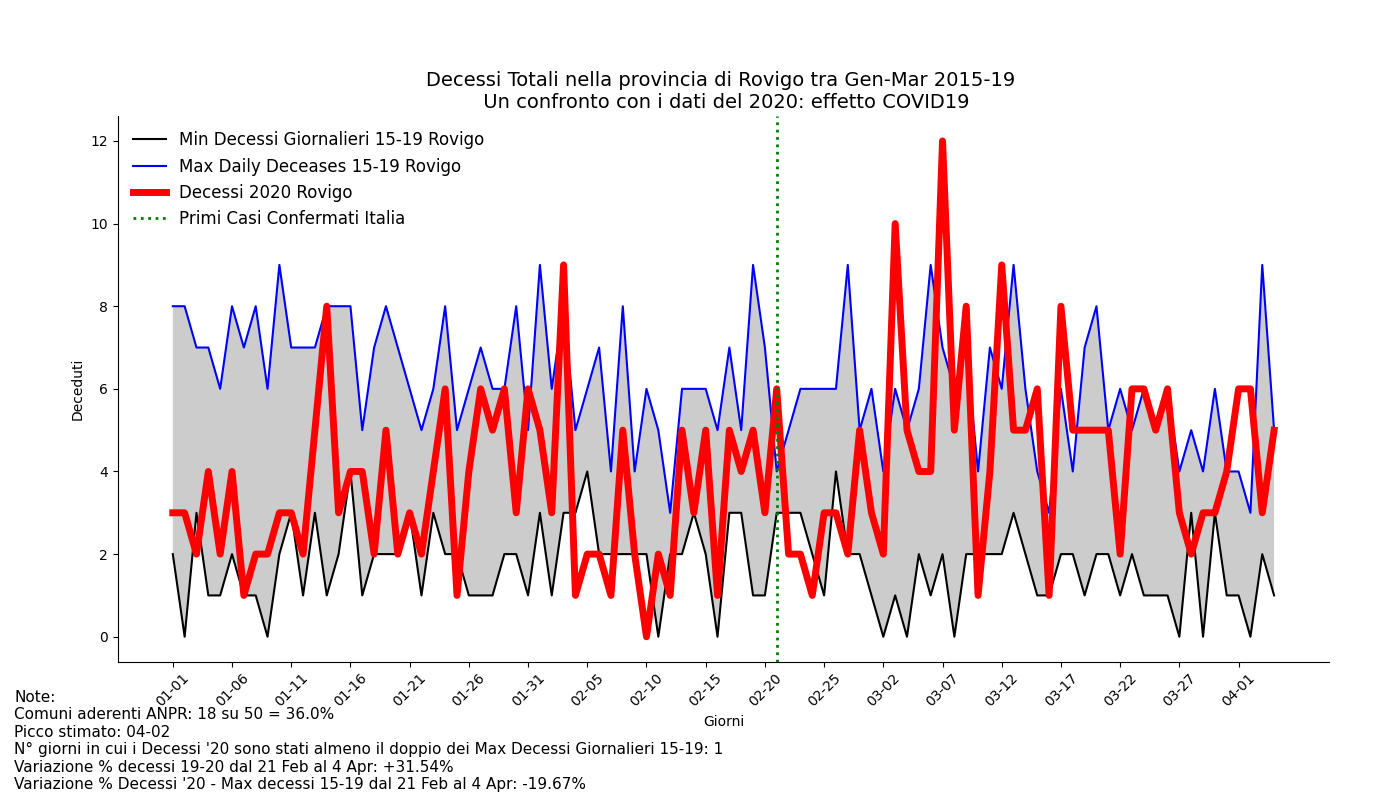 Decessi Totali nella provincia di Rovigo tra Gen-Mar 2015-19
Un confronto con i dati del 2020: effetto COVID19
Min Decessi Giornalieri 15-19 Rovigo
Max Daily Deceases 15-19 Rovigo
Decessi 2020 Rovigo
Primi Casi Confermati Italia
12
10
8
6
4
2
0
Deceduti
01-01
01-06
01-11
01-16
01-21
01-26
01-31
02-05
02-10
02-15
02-20
02-25
03-02
03-07
03-12
03-17
03-22
03-27
04-01
Giorni
Note:
Comuni aderenti ANPR: 18 su 50 = 36.0%
Picco stimato: 04-02
N° giorni in cui i Decessi '20 sono stati almeno il doppio dei Max Decessi Giornalieri 15-19: 1
Variazione % decessi 19-20 dal 21 Feb al 4 Apr: +31.54%
Variazione % Decessi '20 - Max decessi 15-19 dal 21 Feb al 4 Apr: -19.67%